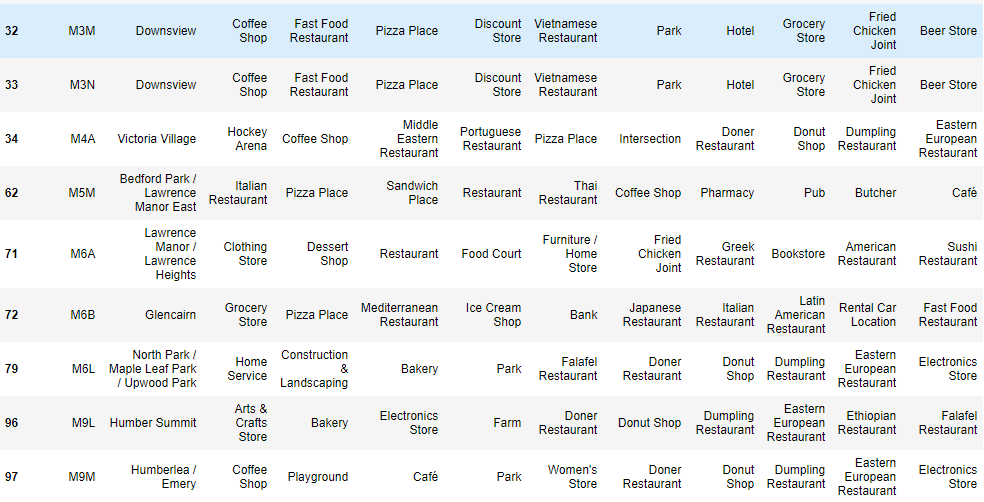 32 M3M Downsview Coffee Shop Fast Food Restaurant Pizza Place Discount Store Vietnamese Restaurant Park Hotel Grocery Store Fried Chicken Joint Beer Store
33 M3N Downsview Coffee Shop Fast Food Restaurant Pizza Place Discount Store Vietnamese Restaurant Park Hotel Grocery Store Fried Chicken Joint Beer Store
34 M4A Victoria Village Hockey Arena Coffee Shop Middle Eastern Restaurant Portuguese Restaurant Pizza Place Intersection Doner Restaurant Donut Shop Dumpling Restaurant Eastern European Restaurant
62 M5M Bedford Park / Lawrence Manor East Italian Restaurant Pizza Place Sandwich Place Restaurant Thai Restaurant Coffee Shop Pharmacy Pub Butcher Café
71 M6A Lawrence Manor / Lawrence Heights Clothing Store Dessert Shop Restaurant Food Court Furniture / Home Store Fried Chicken Joint Greek Restaurant Bookstore American Restaurant Sushi Restaurant
72 M6B Glencairn Grocery Store Pizza Place Mediterranean Restaurant Ice Cream Shop Bank Japanese Restaurant Italian Restaurant Latin American Restaurant Rental Car Location Fast Food Restaurant
79 M6L North Park / Maple Leaf Park / Upwood Park Home Service Construction & Landscaping Bakery Park Falafel Restaurant Doner Restaurant Donut Shop Dumpling Restaurant Eastern European Restaurant Electronics Store
96 M9L Humber Summit Arts & Crafts Store Bakery Electronics Store Farm Doner Restaurant Donut Shop Dumpling Restaurant Eastern European Restaurant Ethiopian Restaurant Falafel Restaurant
97 M9M Humberlea / Emery Coffee Shop Playground Café Park Women's Store Doner Restaurant Donut Shop Dumpling Restaurant Eastern European Restaurant Electronics Store